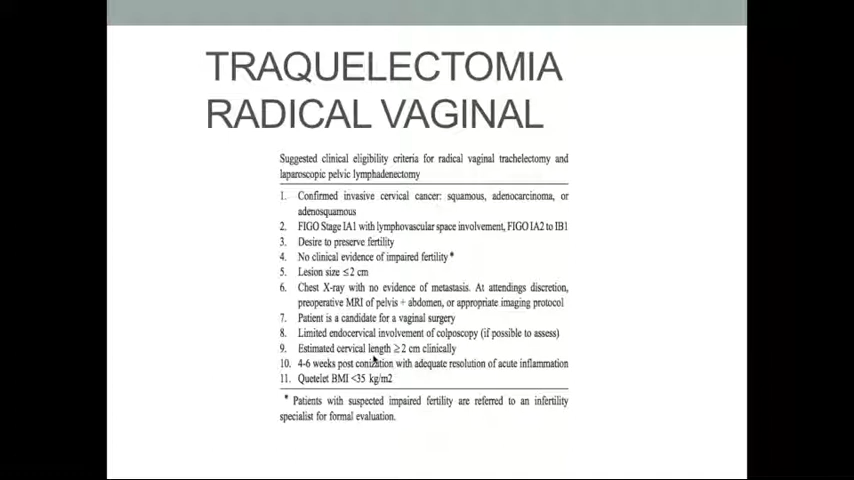 TRAQUELECTOMIA
RADICAL VAGINAL
Suggested clinical eligibility criteria for radical vaginal trachelectomy and
laparoscopic pelvic lymphadenectomy
1. Confirmed invasive cervical cancer: squamous, adenocarcinoma, or
adenosquamous
2. FIGO Stage IA1 with lymphovascular space involvement, FIGO IA2 to IB1
3. Desire to preserve fertility
4. No clinical evidence of impaired fertility*
5. Lesion size ≤2 cm
6. Chest X-ray with no evidence of metastasis. At attendings discretion,
preoperative MRI of pelvis + abdomen, or appropriate imaging protocol
7. Patient is a candidate for a vaginal surgery
8. Limited endocervical involvement of colposcopy (if possible to assess)
9. Estimated cervical length ≥2 cm clinically
10. 4-6 weeks post conization with adequate resolution of acute inflammation
11. Quetelet BMI <35 kg/m2
* Patients with suspected impaired fertility are referred to an infertility
specialist for formal evaluation.